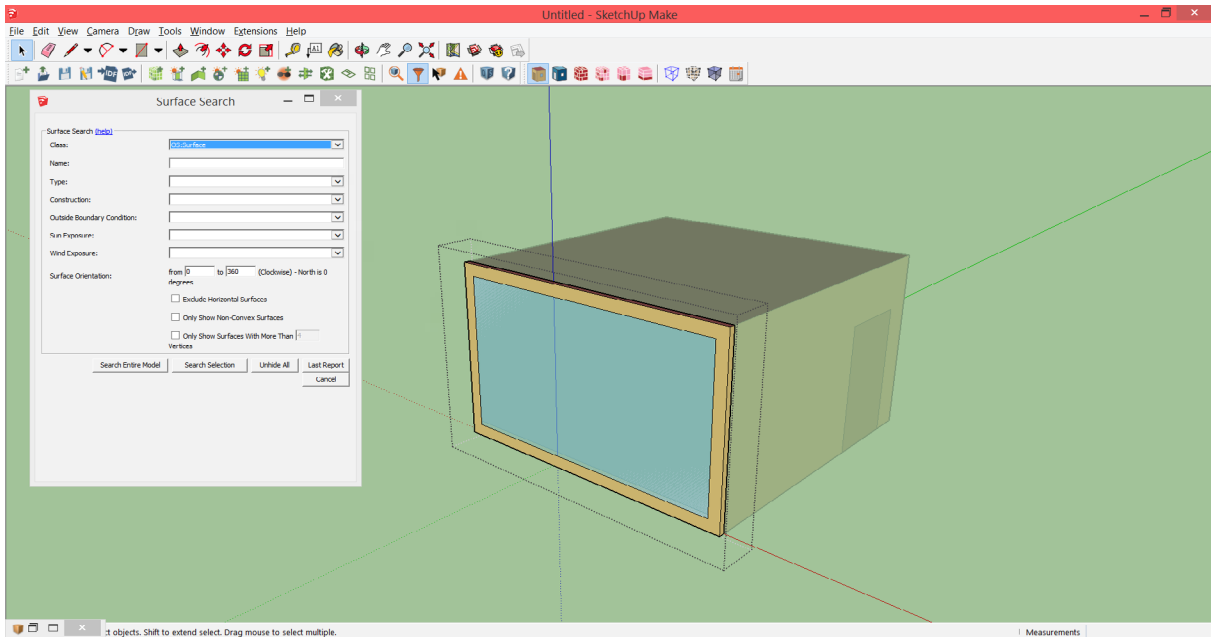 Untitled - SketchUp Make
File Edit View Camera Draw Tools Window Extensions Help
A1
IDF IDF
Surface Search
Surface Search (help)
Class: OS:Surface
Name:
Type:
Construction:
Outside Boundary Condition:
Sun Exposure:
Wind Exposure:
Surface Orientation: from 0 to 360 (Clockwise) - North is 0
degrees
Exclude Horizontal Surfaces
Only Show Non-Convex Surfaces
Only Show Surfaces With More Than 4
Vertices
Search Entire Model Search Selection Unhide All Last Report
Cancel
ct objects. Shift to extend select. Drag mouse to select multiple. Measurements